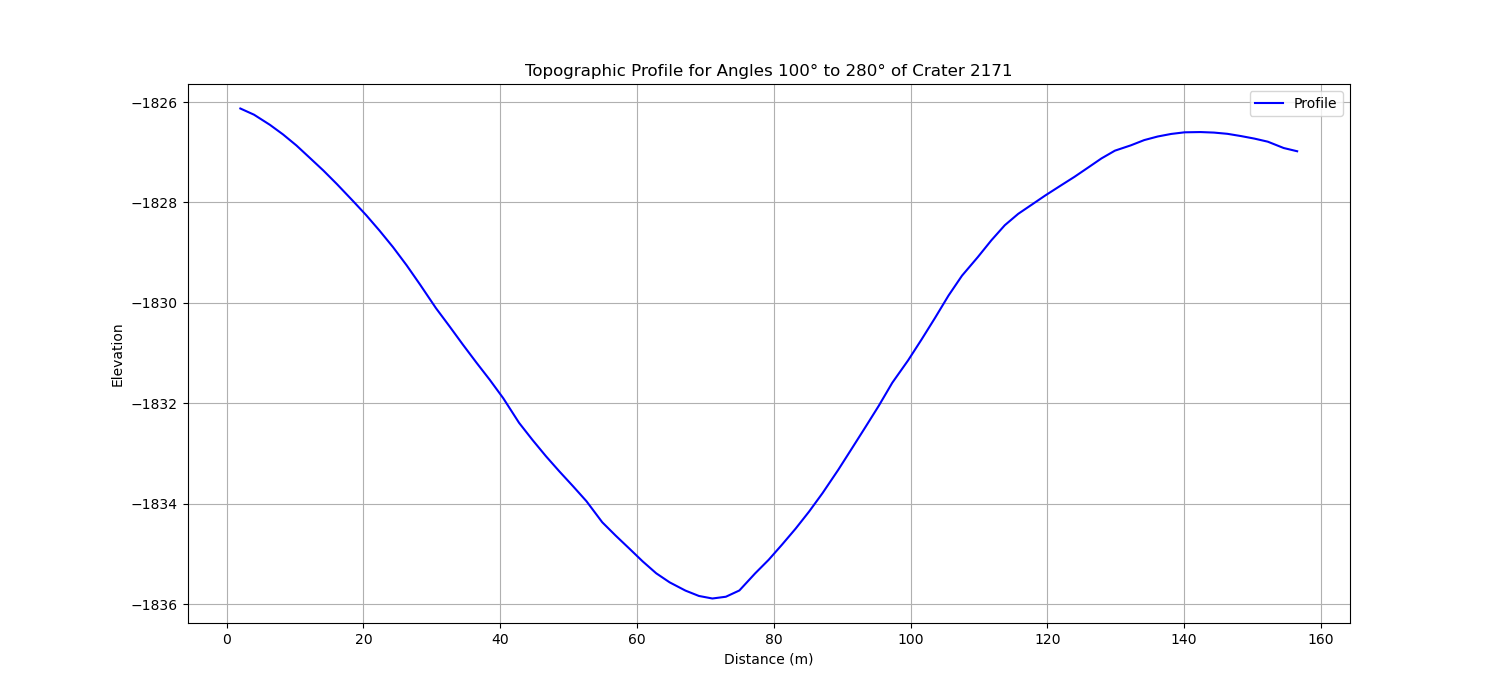 Topographic Profile for Angles 100° to 280° of Crater 2171
Profile
−1826
−1828
−1830
−1832
−1834
−1836
Elevation
0 20 40 60 80 100 120 140 160
Distance (m)